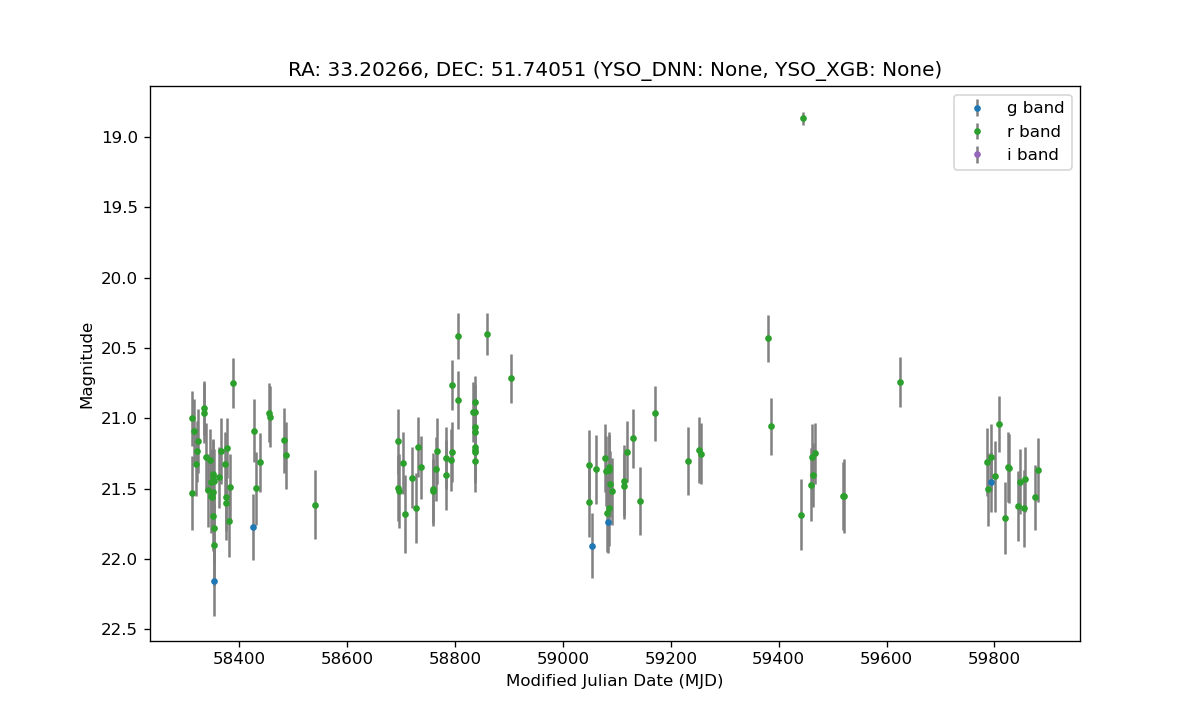 RA: 33.20266, DEC: 51.74051 (YSO_DNN: None, YSO_XGB: None)
g band
r band
i band
19.0
19.5
20.0
20.5
21.0
21.5
22.0
22.5
Magnitude
58400 58600 58800 59000 59200 59400 59600 59800
Modified Julian Date (MJD)